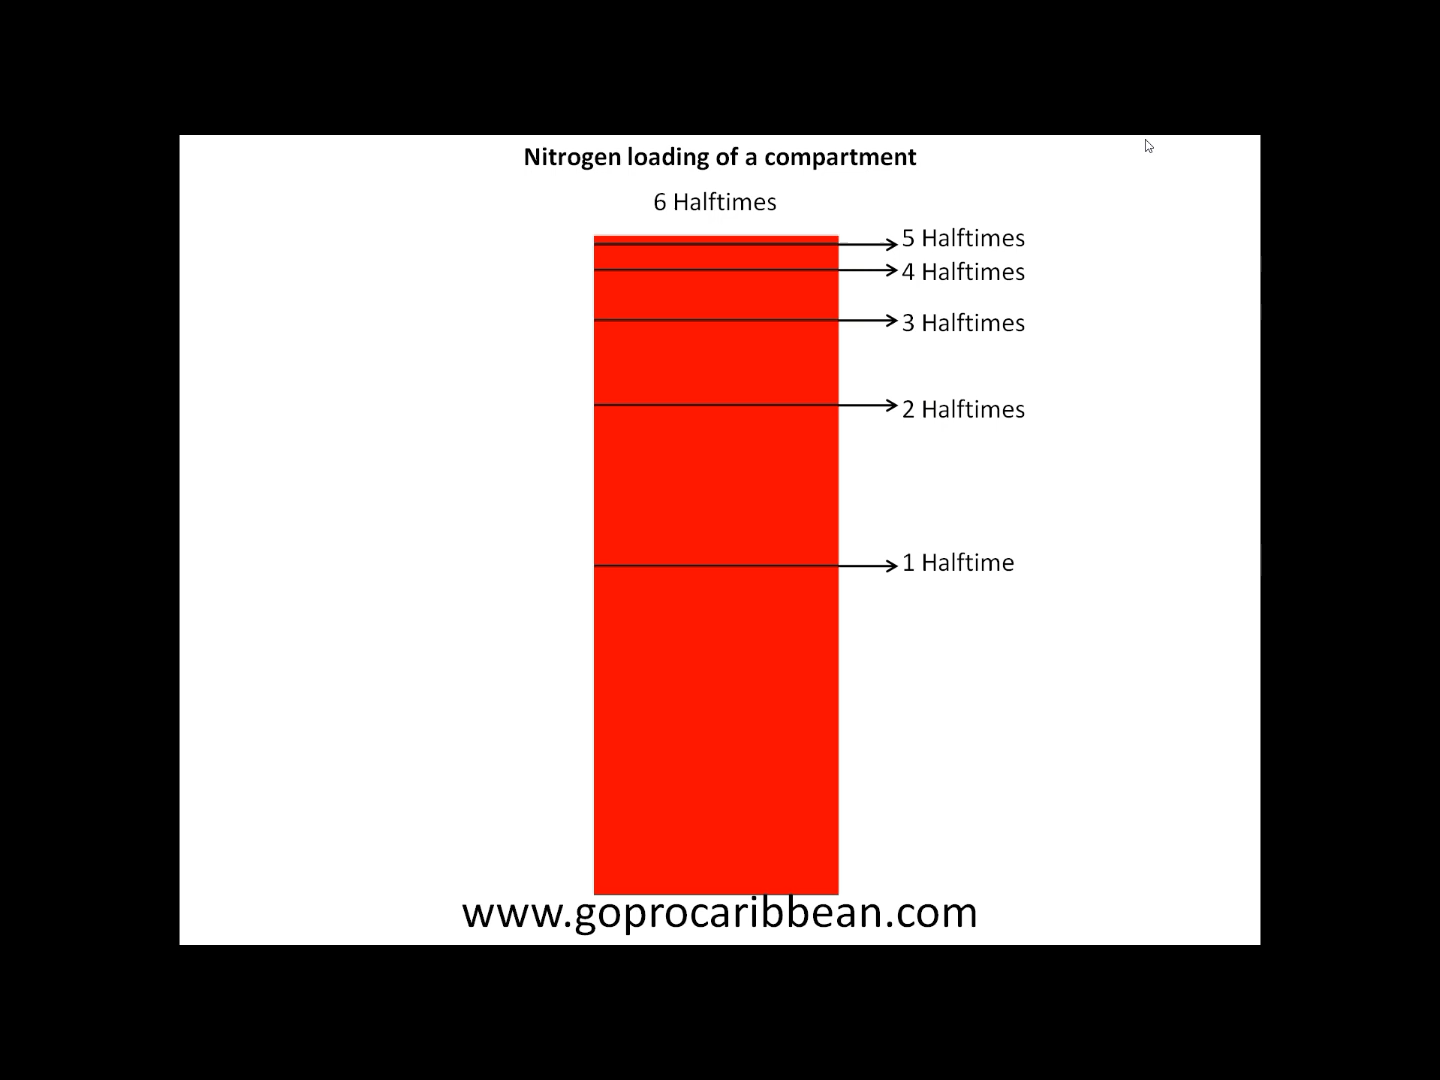 Nitrogen loading of a compartment
6 Halftimes
5 Halftimes
4 Halftimes
3 Halftimes
2 Halftimes
1 Halftime
www.goprocaribbean.com